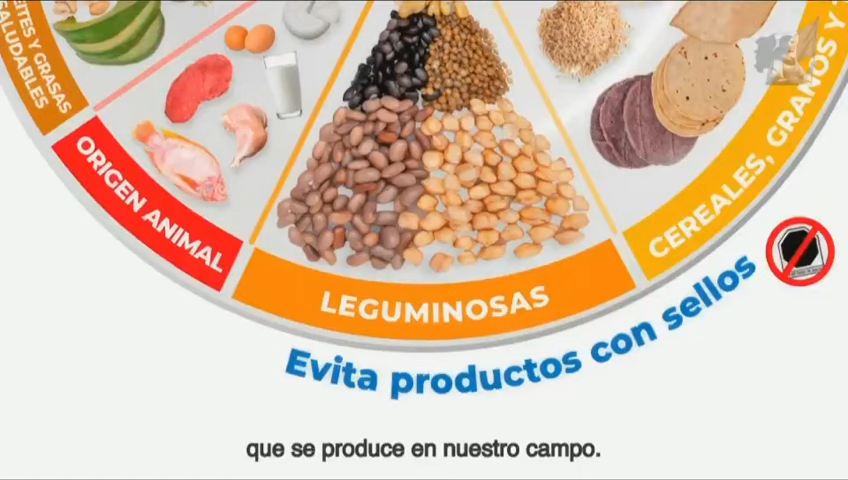 ACEITES Y GRASAS
SALUDABLES
ORIGEN ANIMAL
LEGUMINOSAS
CEREALES, GRANOS Y
Evita productos con sellos
que se produce en nuestro campo.